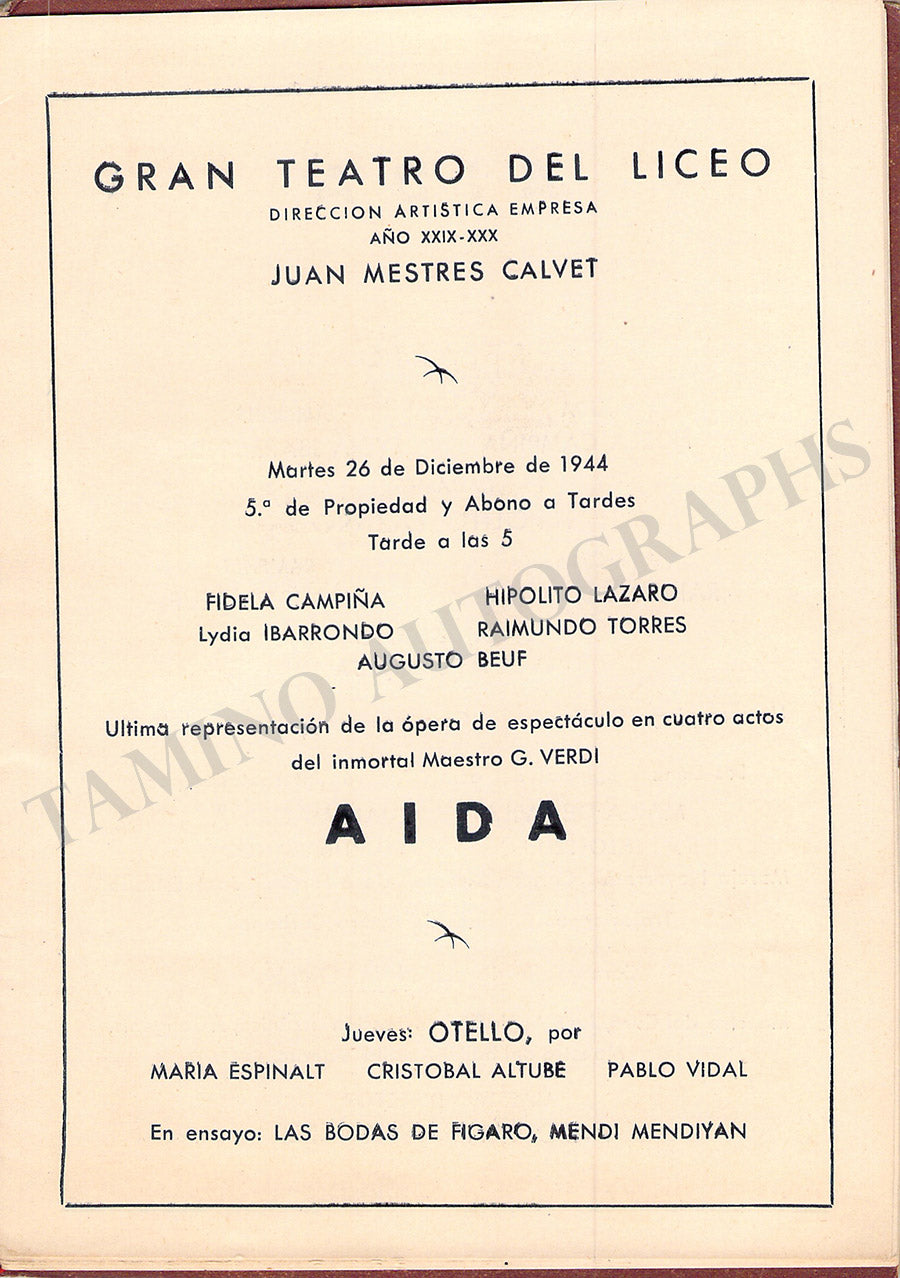 GRAN TEATRO DEL LICEO
DIRECCION ARTISTICA EMPRESA
AÑO XXIX-XXX
JUAN MESTRES CALVET
Martes 26 de Diciembre de 1944
5.ª de Propiedad y Abono a Tardes
Tarde a las 5
FIDELA CAMPIÑA HIPOLITO LAZARO
Lydia IBARRONDO RAIMUNDO TORRES
AUGUSTO BEUF
Ultima representación de la ópera de espectáculo en cuatro actos
del inmortal Maestro G. VERDI
AIDA
Jueves: OTELLO, por
MARIA ESPINALT CRISTOBAL ALTUBE PABLO VIDAL
En ensayo: LAS BODAS DE FIGARO, MENDI MENDIYAN
TAMINO AUTOGRAPHS